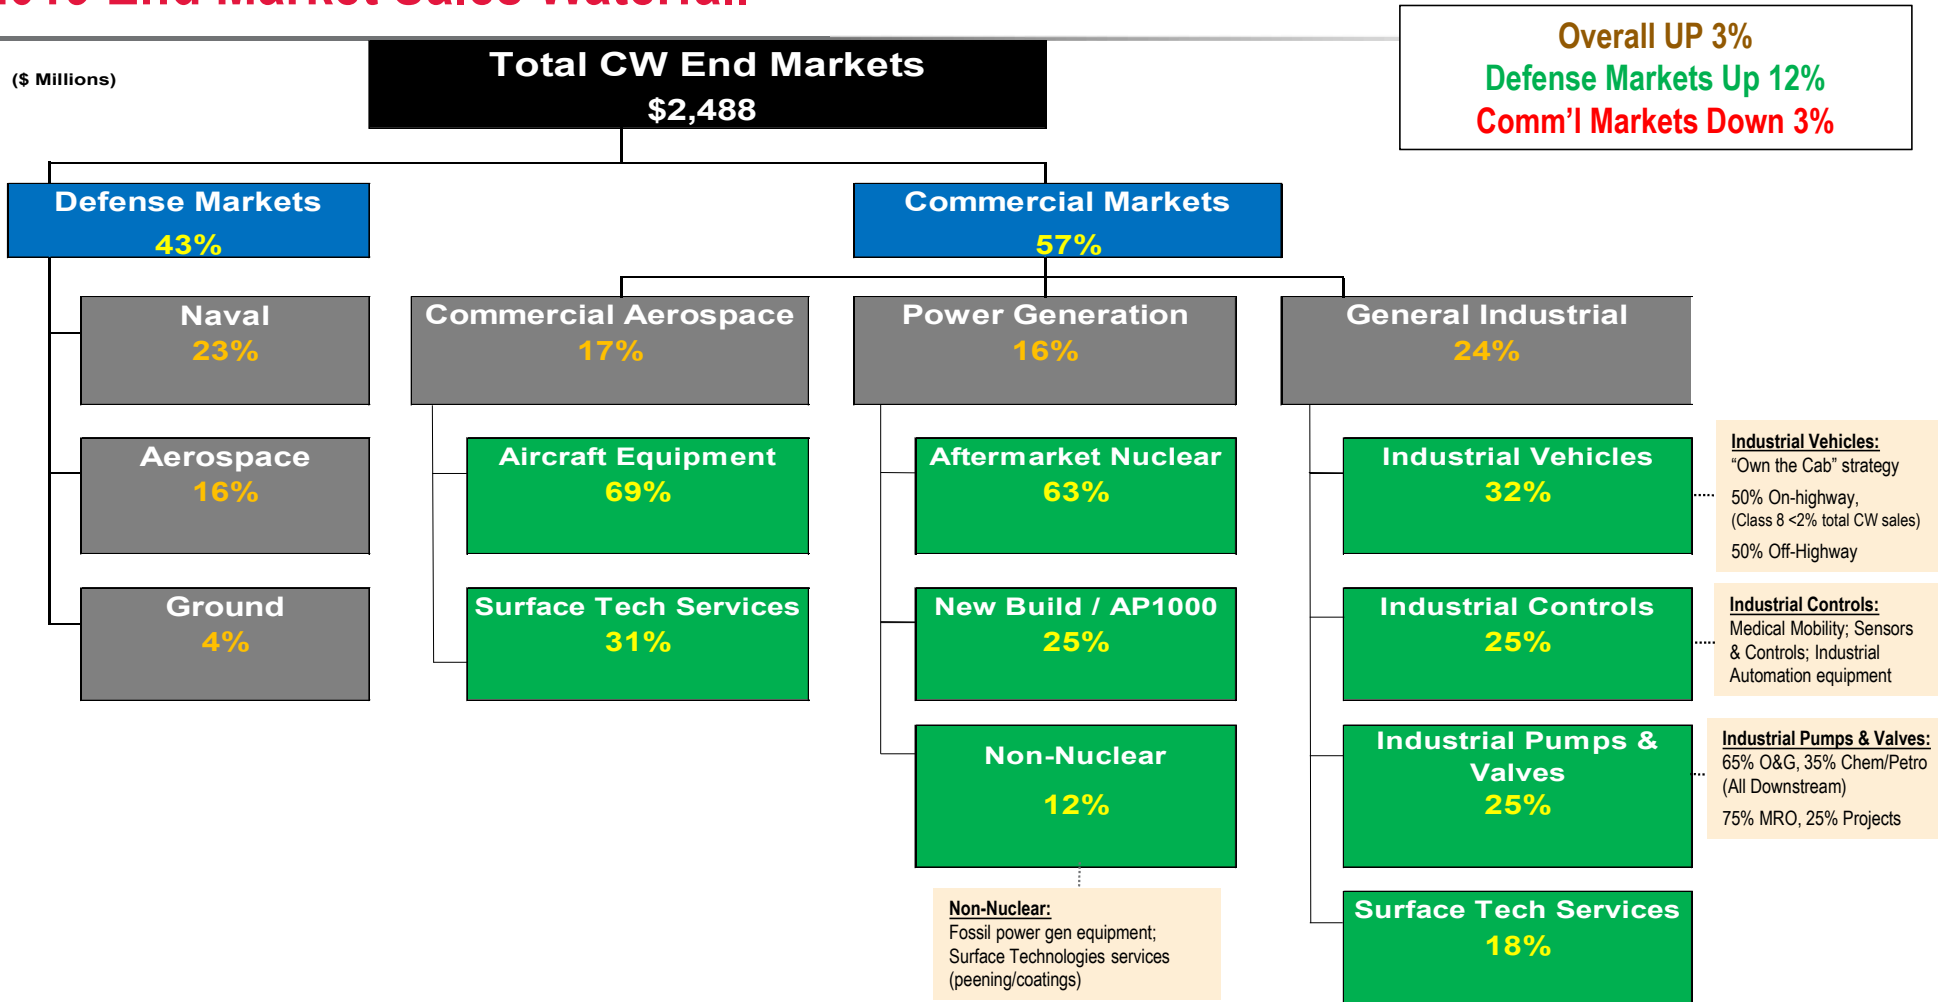 End Market Sales Waterfall
Overall UP 3%
Defense Markets Up 12%
Comm'l Markets Down 3%
($ Millions)
Total CW End Markets
$2,488
Defense Markets
43%
Commercial Markets
57%
Naval
23%
Commercial Aerospace
17%
Power Generation
16%
General Industrial
24%
Aerospace
16%
Aircraft Equipment
69%
Aftermarket Nuclear
63%
Industrial Vehicles
32%
Industrial Vehicles:
“Own the Cab” strategy
50% On-highway,
(Class 8 <2% total CW sales)
50% Off-Highway
Ground
4%
Surface Tech Services
31%
New Build / AP1000
25%
Industrial Controls
25%
Industrial Controls:
Medical Mobility; Sensors
& Controls; Industrial
Automation equipment
Non-Nuclear
12%
Industrial Pumps &
Valves
25%
Industrial Pumps & Valves:
65% O&G, 35% Chem/Petro
(All Downstream)
75% MRO, 25% Projects
Non-Nuclear:
Fossil power gen equipment;
Surface Technologies services
(peening/coatings)
Surface Tech Services
18%